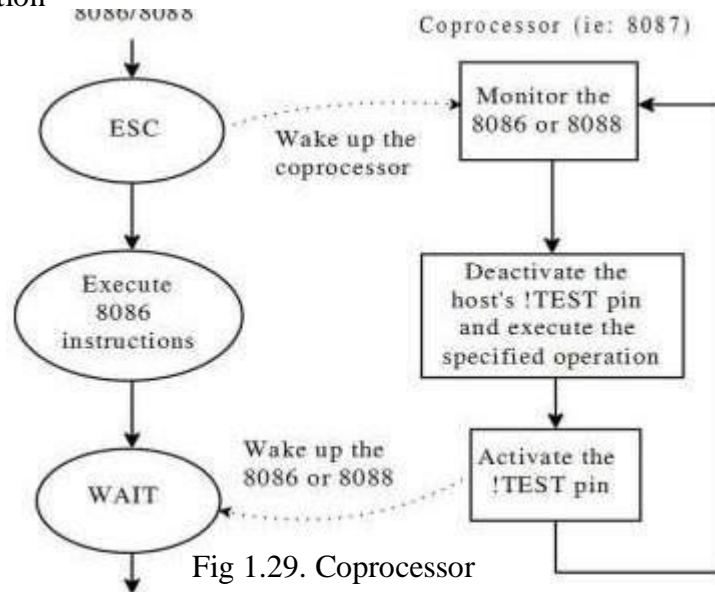 8086/8088
Coprocessor (ie: 8087)
ESC
Wake up the
coprocessor
Monitor the
8086 or 8088
Execute
8086
instructions
Deactivate the
host's !TEST pin
and execute the
specified operation
WAIT
Wake up the
8086 or 8088
Activate the
!TEST pin
Fig 1.29. Coprocessor